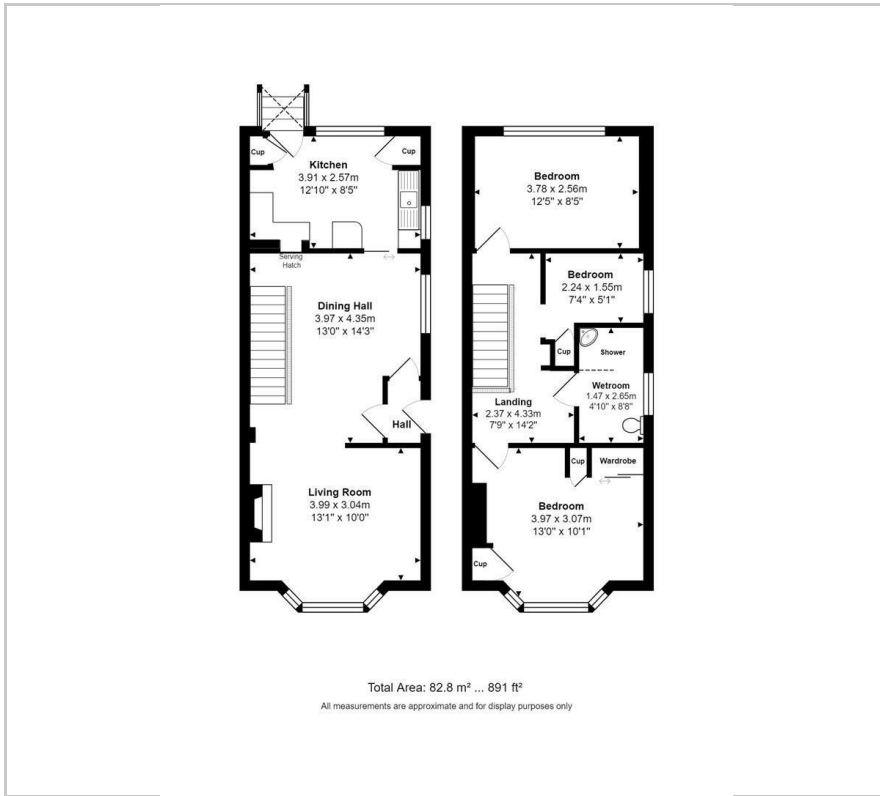 Cup
Cup
Kitchen
3.91 x 2.57m
12'10" x 8'5"
Serving
Hatch
Dining Hall
3.97 x 4.35m
13'0" x 14'3"
Hall
Living Room
3.99 x 3.04m
13'1" x 10'0"
Bedroom
3.78 x 2.56m
12'5" x 8'5"
Bedroom
2.24 x 1.55m
7'4" x 5'1"
Cup
Shower
Wetroom
1.47 x 2.65m
4'10" x 8'8"
Landing
2.37 x 4.33m
7'9" x 14'2"
Cup
Wardrobe
Bedroom
3.97 x 3.07m
13'0" x 10'1"
Cup
Total Area: 82.8 m² ... 891 ft²
All measurements are approximate and for display purposes only